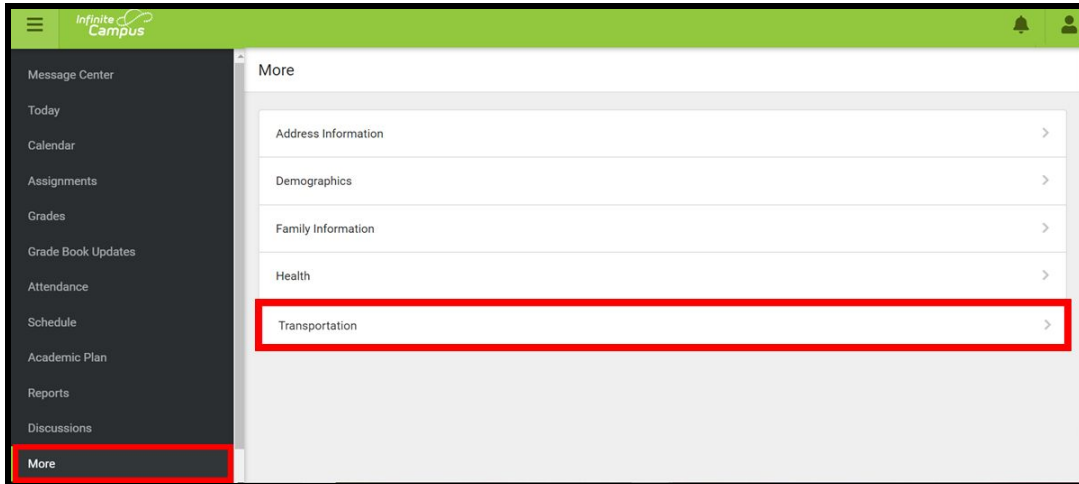 Infinite
Campus
Message Center
Today
Calendar
Assignments
Grades
Grade Book Updates
Attendance
Schedule
Academic Plan
Reports
Discussions
More
More
Address Information
Demographics
Family Information
Health
Transportation